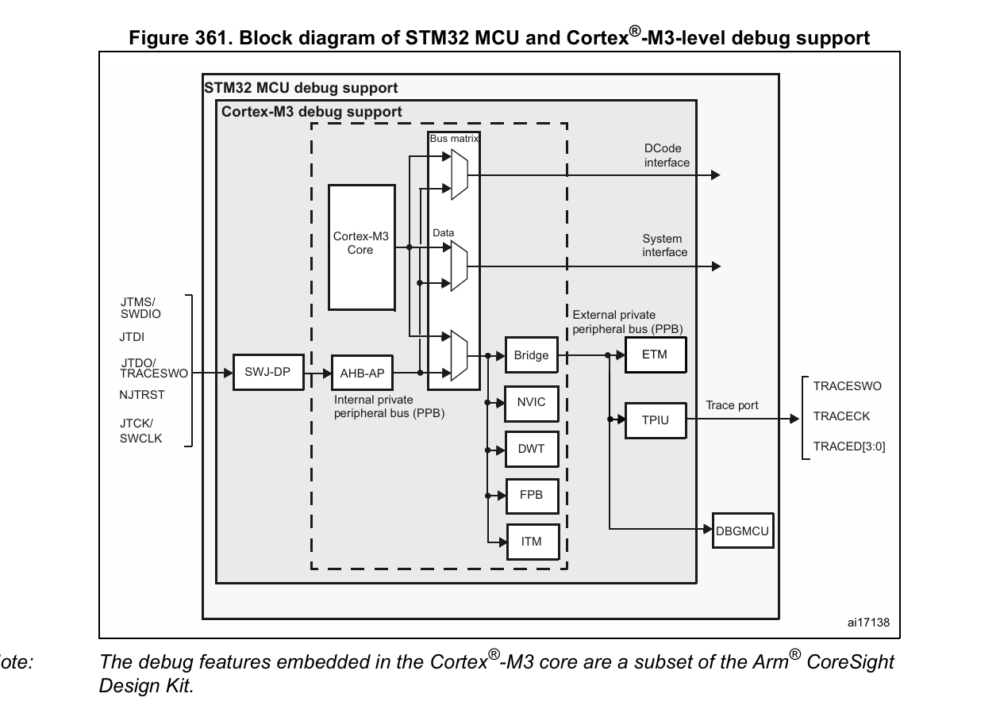 Figure 361. Block diagram of STM32 MCU and Cortex®-M3-level debug support
STM32 MCU debug support
Cortex-M3 debug support
Bus matrix
DCode
interface
Cortex-M3
Core
Data
System
interface
JTMS/
SWDIO
JTDI
JTDO/
TRACESWO
NJTRST
JTCK/
SWCLK
SWJ-DP
AHB-AP
Internal private
peripheral bus (PPB)
External private
peripheral bus (PPB)
Bridge
NVIC
DWT
FPB
ITM
ETM
TPIU
Trace port
TRACESWO
TRACECK
TRACED[3:0]
DBGMCU
ai17138
ote: The debug features embedded in the Cortex®-M3 core are a subset of the Arm® CoreSight
Design Kit.